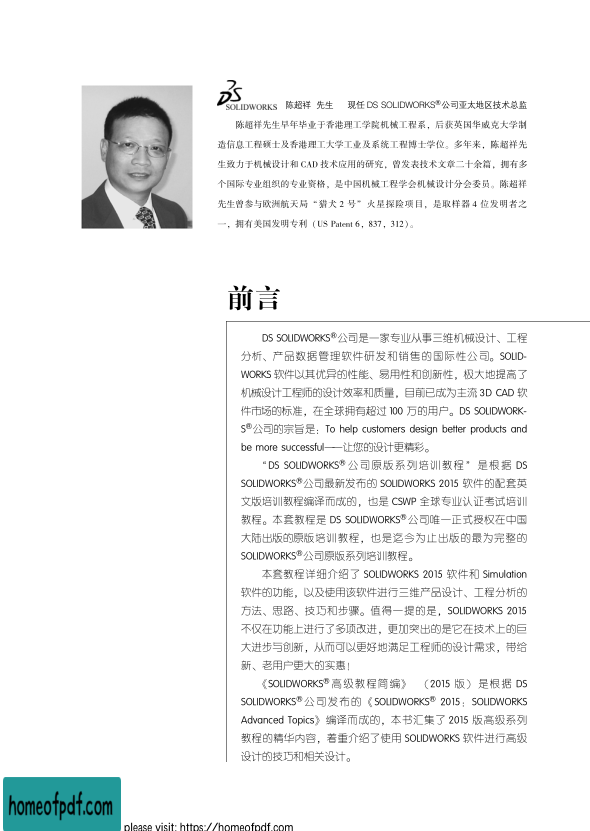 DS SOLIDWORKS 陈超祥 先生 现任 DS SOLIDWORKS®公司亚太地区技术总监
陈超祥先生早年毕业于香港理工学院机械工程系，后获英国华威克大学制
造信息工程硕士及香港理工大学工业及系统工程博士学位。多年来，陈超祥先
生致力于机械设计和 CAD 技术应用的研究，曾发表技术文章二十余篇，拥有多
个国际专业组织的专业资格，是中国机械工程学会机械设计分会委员。陈超祥
先生曾参与欧洲航天局“猎犬 2 号”火星探险项目，是取样器 4 位发明者之
一，拥有美国发明专利（US Patent 6，837，312）。
前言
DS SOLIDWORKS®公司是一家专业从事三维机械设计、工程
分析、产品数据管理软件研发和销售的国际性公司。SOLID-
WORKS 软件以其优异的性能、易用性和创新性，极大地提高了
机械设计工程师的设计效率和质量，目前已成为主流 3D CAD 软
件市场的标准，在全球拥有超过 100 万的用户。DS SOLIDWORK-
S®公司的宗旨是：To help customers design better products and
be more successful——让您的设计更精彩。
“DS SOLIDWORKS®公司原版系列培训教程”是根据 DS
SOLIDWORKS®公司最新发布的 SOLIDWORKS 2015 软件的配套英
文版培训教程编译而成的，也是 CSWP 全球专业认证考试培训
教程。本套教程是 DS SOLIDWORKS®公司唯一正式授权在中国
大陆出版的原版培训教程，也是迄今为止出版的最为完整的
SOLIDWORKS®公司原版系列培训教程。
本套教程详细介绍了 SOLIDWORKS 2015 软件和 Simulation
软件的功能，以及使用该软件进行三维产品设计、工程分析的
方法、思路、技巧和步骤。值得一提的是，SOLIDWORKS 2015
不仅在功能上进行了多项改进，更加突出的是它在技术上的巨
大进步与创新，从而可以更好地满足工程师的设计需求，带给
新、老用户更大的实惠！
《SOLIDWORKS®高级教程简编》（2015 版）是根据 DS
SOLIDWORKS®公司发布的《SOLIDWORKS® 2015：SOLIDWORKS
Advanced Topics》编译而成的，本书汇集了 2015 版高级系列
教程的精华内容，着重介绍了使用 SOLIDWORKS 软件进行高级
设计的技巧和相关设计。
homeofpdf.com
please visit: https://homeofpdf.com